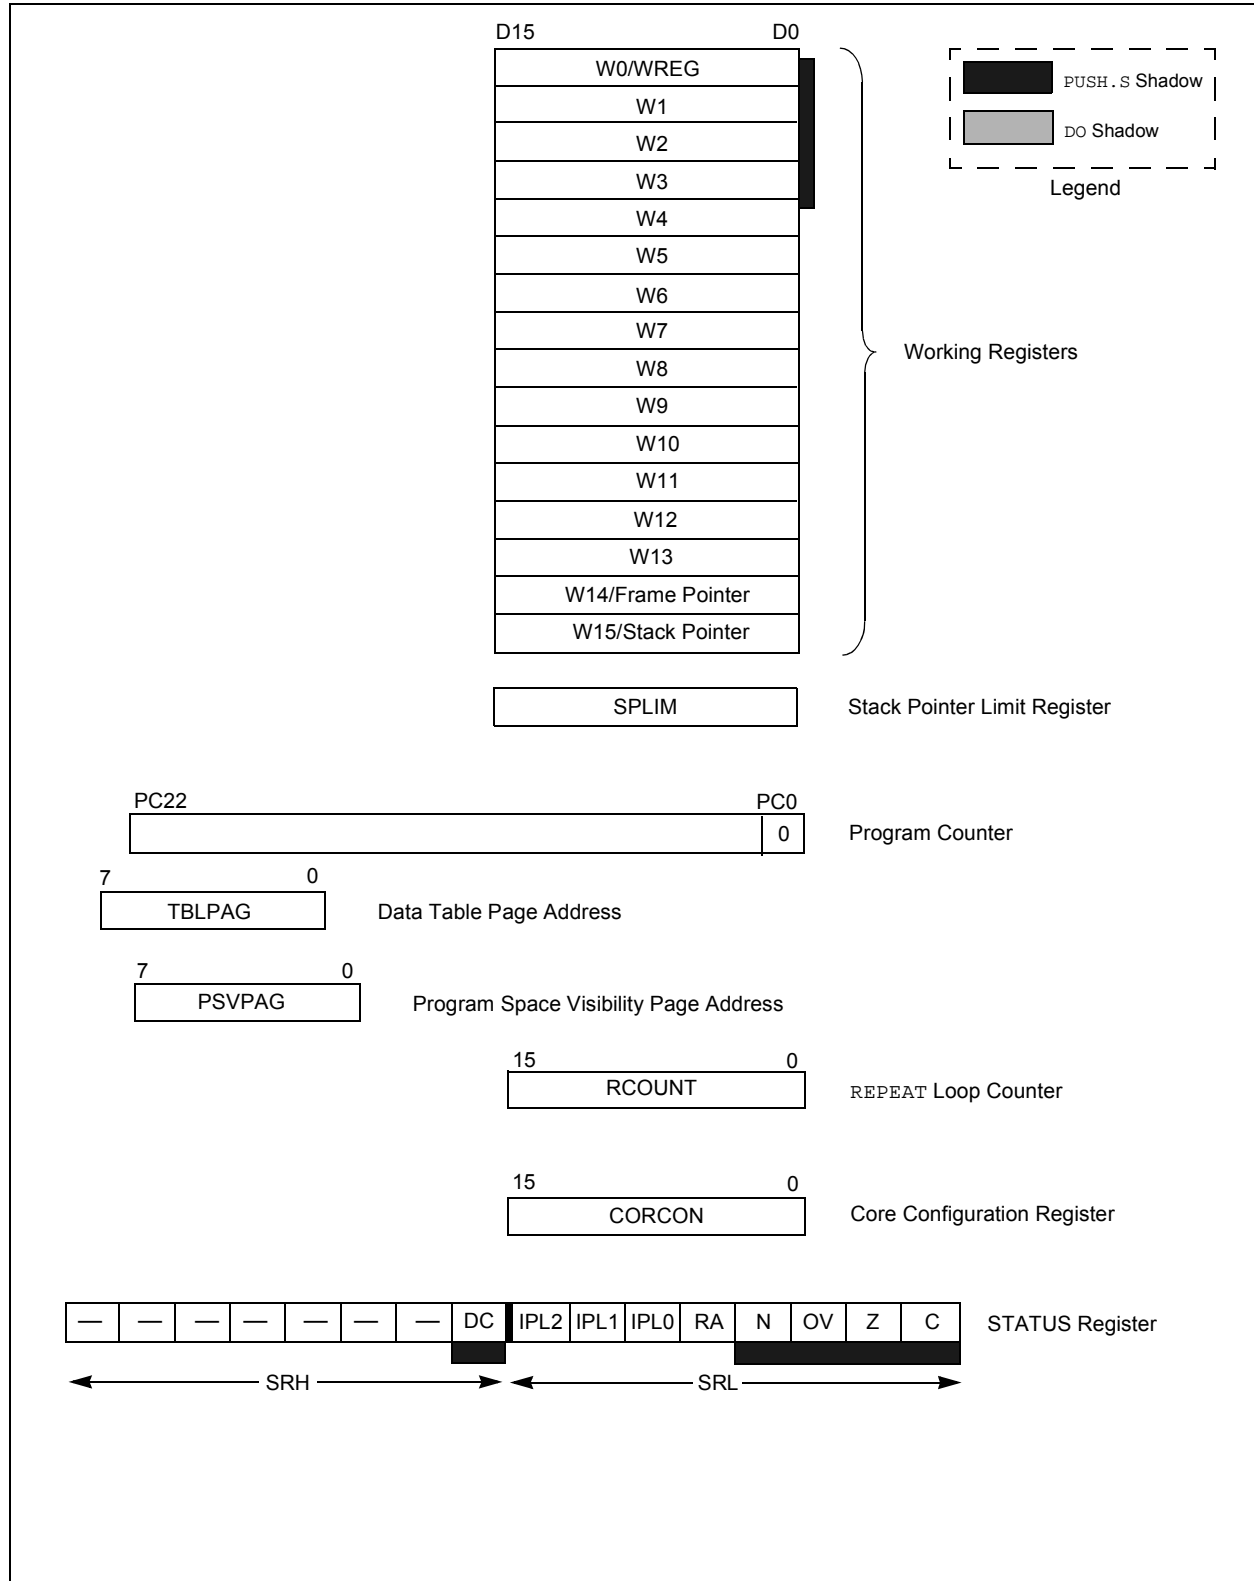 D15 D0
W0/WREG
W1
W2
W3
W4
W5
W6
W7
W8
W9
W10
W11
W12
W13
W14/Frame Pointer
W15/Stack Pointer
PUSH.S Shadow
DO Shadow
Legend
Working Registers
SPLIM Stack Pointer Limit Register
PC22 PC0
0 Program Counter
7 0
TBLPAG Data Table Page Address
7 0
PSVPAG Program Space Visibility Page Address
15 0
RCOUNT REPEAT Loop Counter
15 0
CORCON Core Configuration Register
— — — — — — — DC IPL2 IPL1 IPL0 RA N OV Z C STATUS Register
SRH SRL